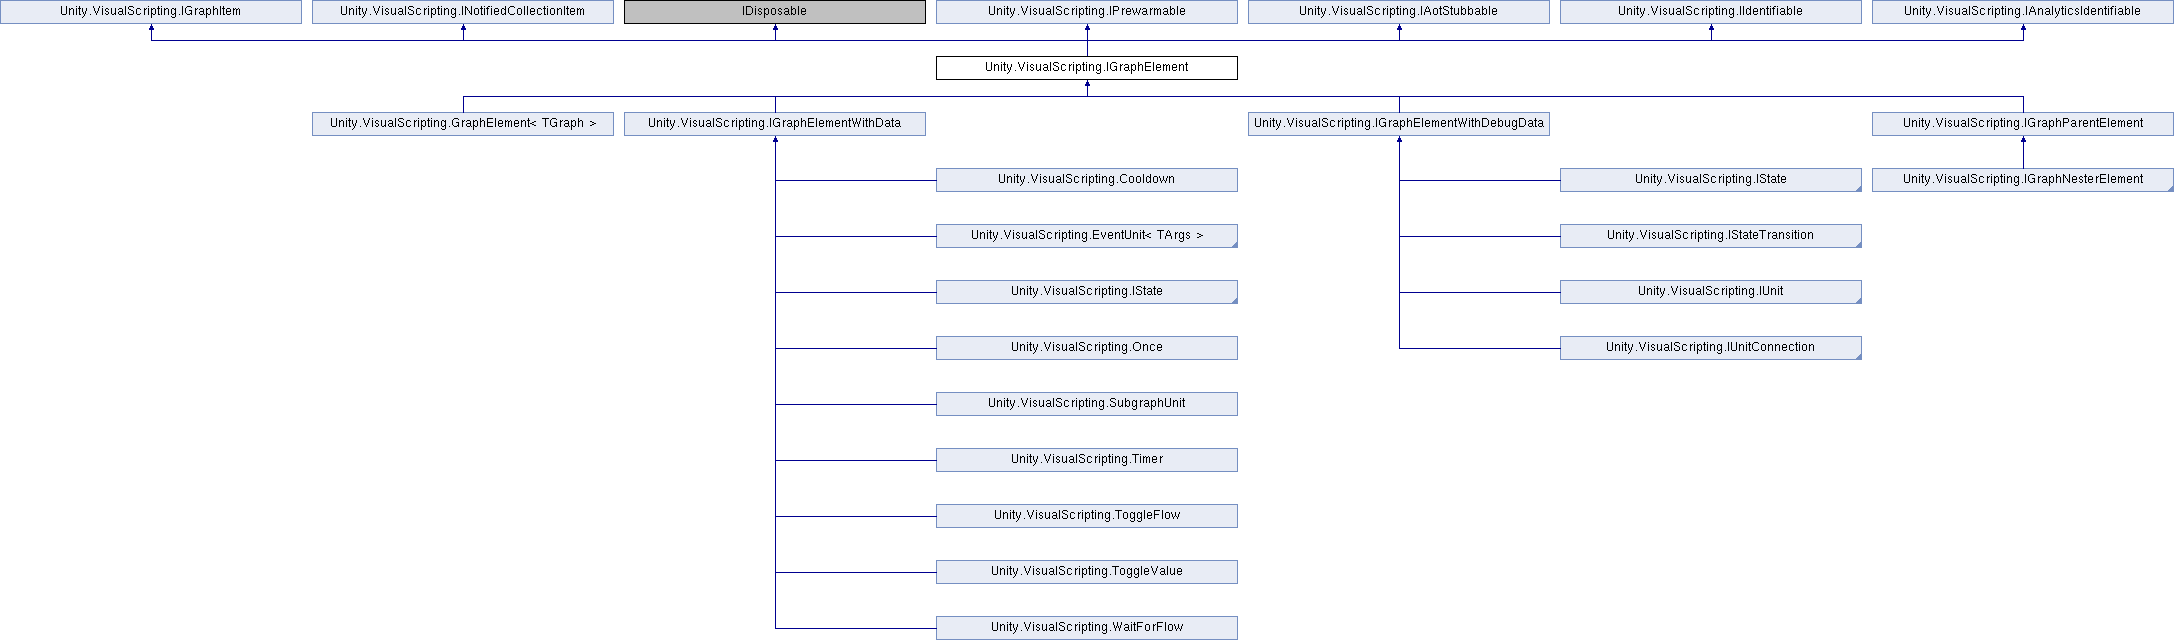 Unity.VisualScripting.IGraphItem
Unity.VisualScripting.INotifiedCollectionItem
IDisposable
Unity.VisualScripting.IPrewarmable
Unity.VisualScripting.IAotStubbable
Unity.VisualScripting.IIdentifiable
Unity.VisualScripting.IAnalyticsIdentifiable
Unity.VisualScripting.IGraphElement
Unity.VisualScripting.GraphElement< TGraph >
Unity.VisualScripting.IGraphElementWithData
Unity.VisualScripting.IGraphElementWithDebugData
Unity.VisualScripting.IGraphParentElement
Unity.VisualScripting.Cooldown
Unity.VisualScripting.IState
Unity.VisualScripting.IGraphNesterElement
Unity.VisualScripting.EventUnit< TArgs >
Unity.VisualScripting.IStateTransition
Unity.VisualScripting.IState
Unity.VisualScripting.IUnit
Unity.VisualScripting.Once
Unity.VisualScripting.IUnitConnection
Unity.VisualScripting.SubgraphUnit
Unity.VisualScripting.Timer
Unity.VisualScripting.ToggleFlow
Unity.VisualScripting.ToggleValue
Unity.VisualScripting.WaitForFlow